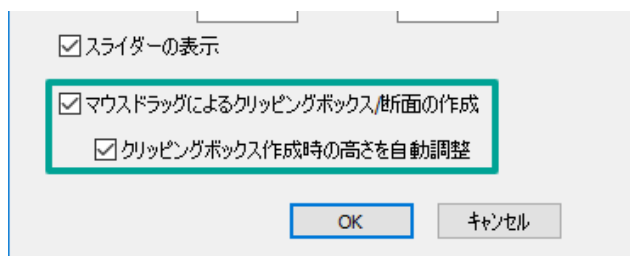 スライダーの表示
マウスドラッグによるクリッピングボックス/断面の作成
クリッピングボックス作成時の高さを自動調整
OK キャンセル